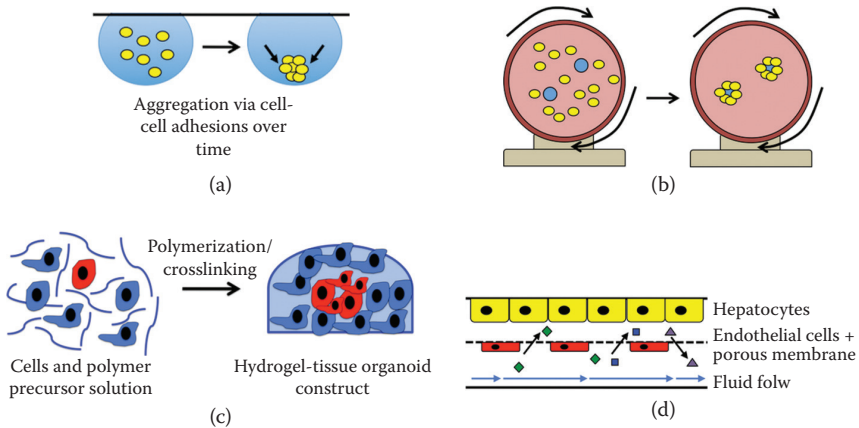 Aggregation via cell-
cell adhesions over
time
(a)
(b)
Polymerization/
crosslinking
Cells and polymer
precursor solution
Hydrogel-tissue organoid
construct
(c)
Hepatocytes
Endothelial cells +
porous membrane
Fluid folw
(d)